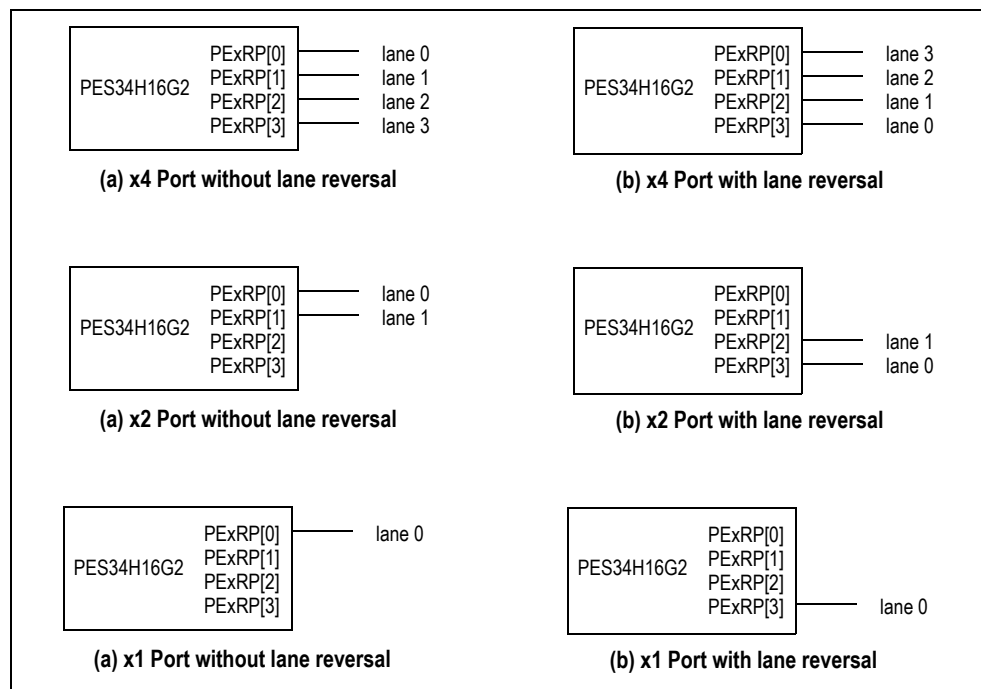 PES34H16G2
PExRP[0] lane 0
PExRP[1] lane 1
PExRP[2] lane 2
PExRP[3] lane 3
(a) x4 Port without lane reversal
PES34H16G2
PExRP[0] lane 3
PExRP[1] lane 2
PExRP[2] lane 1
PExRP[3] lane 0
(b) x4 Port with lane reversal
PES34H16G2
PExRP[0] lane 0
PExRP[1] lane 1
PExRP[2]
PExRP[3]
(a) x2 Port without lane reversal
PES34H16G2
PExRP[0]
PExRP[1]
PExRP[2] lane 1
PExRP[3] lane 0
(b) x2 Port with lane reversal
PES34H16G2
PExRP[0] lane 0
PExRP[1]
PExRP[2]
PExRP[3]
(a) x1 Port without lane reversal
PES34H16G2
PExRP[0]
PExRP[1]
PExRP[2]
PExRP[3] lane 0
(b) x1 Port with lane reversal